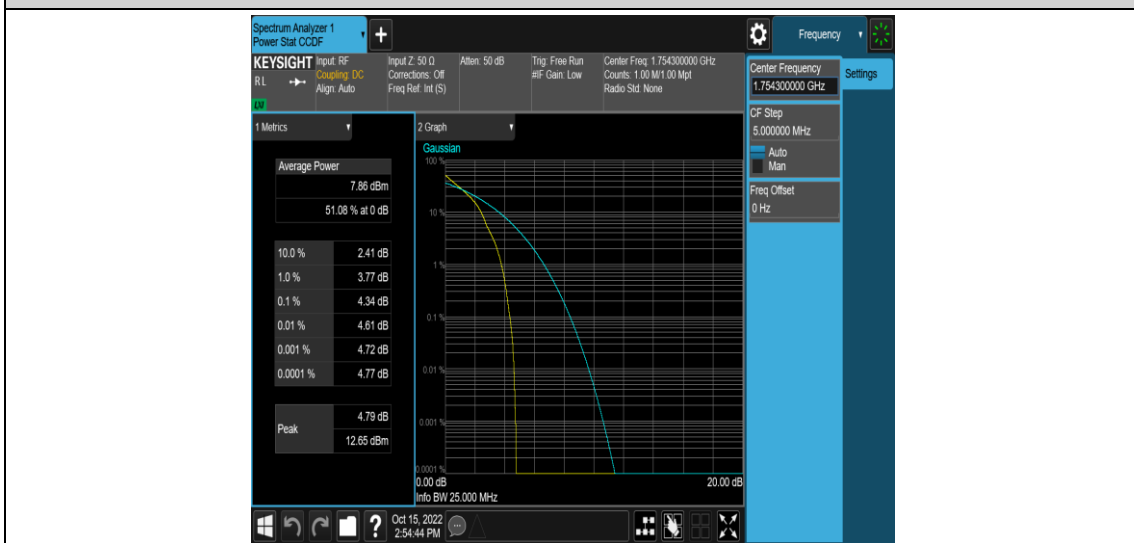 Spectrum Analyzer 1
Power Stat CCDF
+
Frequency
KEYSIGHT
RL
LXI
Input: RF
Coupling: DC
Align: Auto
Input Z: 50 Ω
Corrections: Off
Freq Ref: Int (S)
Atten: 50 dB
Trig: Free Run
#IF Gain: Low
Center Freq: 1.754300000 GHz
Counts: 1.00 M/1.00 Mpt
Radio Std: None
Center Frequency
1.754300000 GHz
Settings
CF Step
5.000000 MHz
Auto
Man
Freq Offset
0 Hz
1 Metrics
Average Power
7.86 dBm
51.08 % at 0 dB
10.0 % 2.41 dB
1.0 % 3.77 dB
0.1 % 4.34 dB
0.01 % 4.61 dB
0.001 % 4.72 dB
0.0001 % 4.77 dB
Peak
4.79 dB
12.65 dBm
2 Graph
Gaussian
100 %
10 %
1 %
0.1 %
0.01 %
0.001 %
0.0001 %
0.00 dB 20.00 dB
Info BW 25.000 MHz
?
Oct 15, 2022
2:54:44 PM